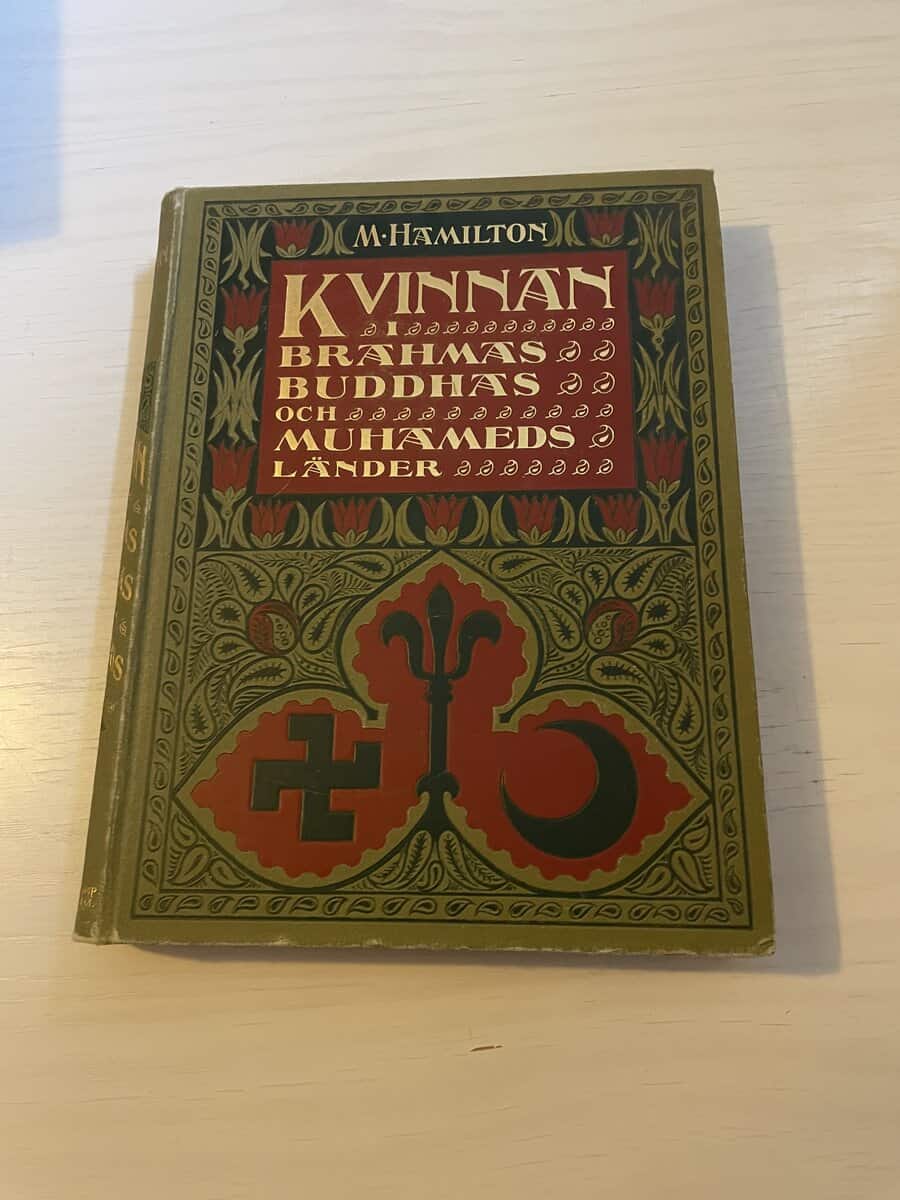 M·HAMILTON
KVINNAN
I
BRAHMAS
BUDDHAS
OCH
MUHAMEDS
LÄNDER